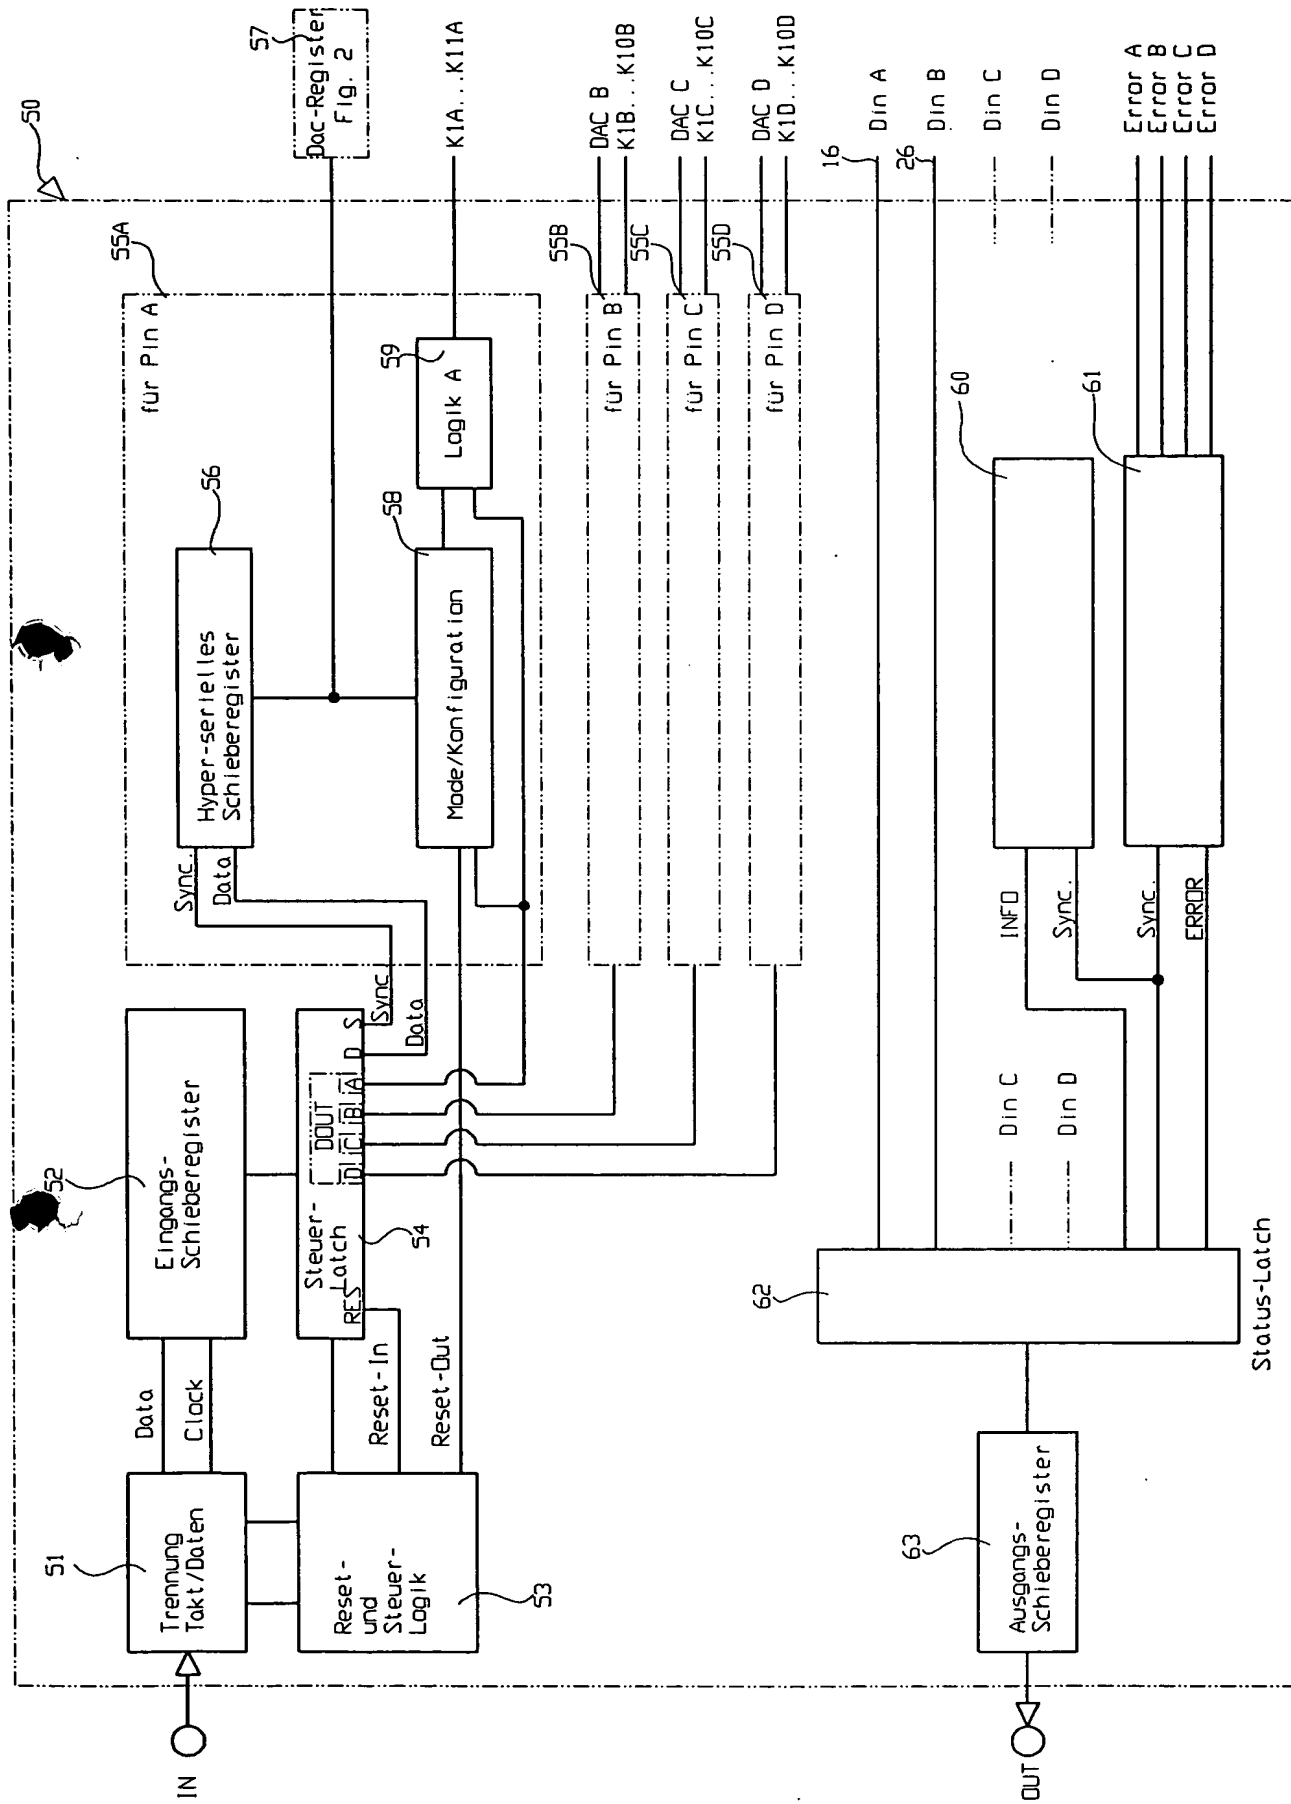 50
IN
51
Trennung
Takt/Daten
Data
Clock
52
Eingangs-
Schieberegister
Reset-
und
Steuer-
Logik
53
Reset-In
Reset-Out
Steuer-
Latch
RES
54
DOUT
D
C
B
A
D
S
Sync
Data
Sync.
Data
55A
für Pin A
56
Hyper-serielles
Schieberegister
57
Dac-Register
Fig. 2
58
Mode/Konfiguration
59
Logik A
K1A...K11A
55B
für Pin B
DAC B
K1B...K10B
55C
für Pin C
DAC C
K1C...K10C
55D
für Pin D
DAC D
K1D...K10D
16
Din A
26
Din B
Din C
Din D
Din C
Din D
60
INFO
Sync.
61
Sync.
ERROR
Error A
Error B
Error C
Error D
62
Status-Latch
63
Ausgangs-
Schieberegister
OUT